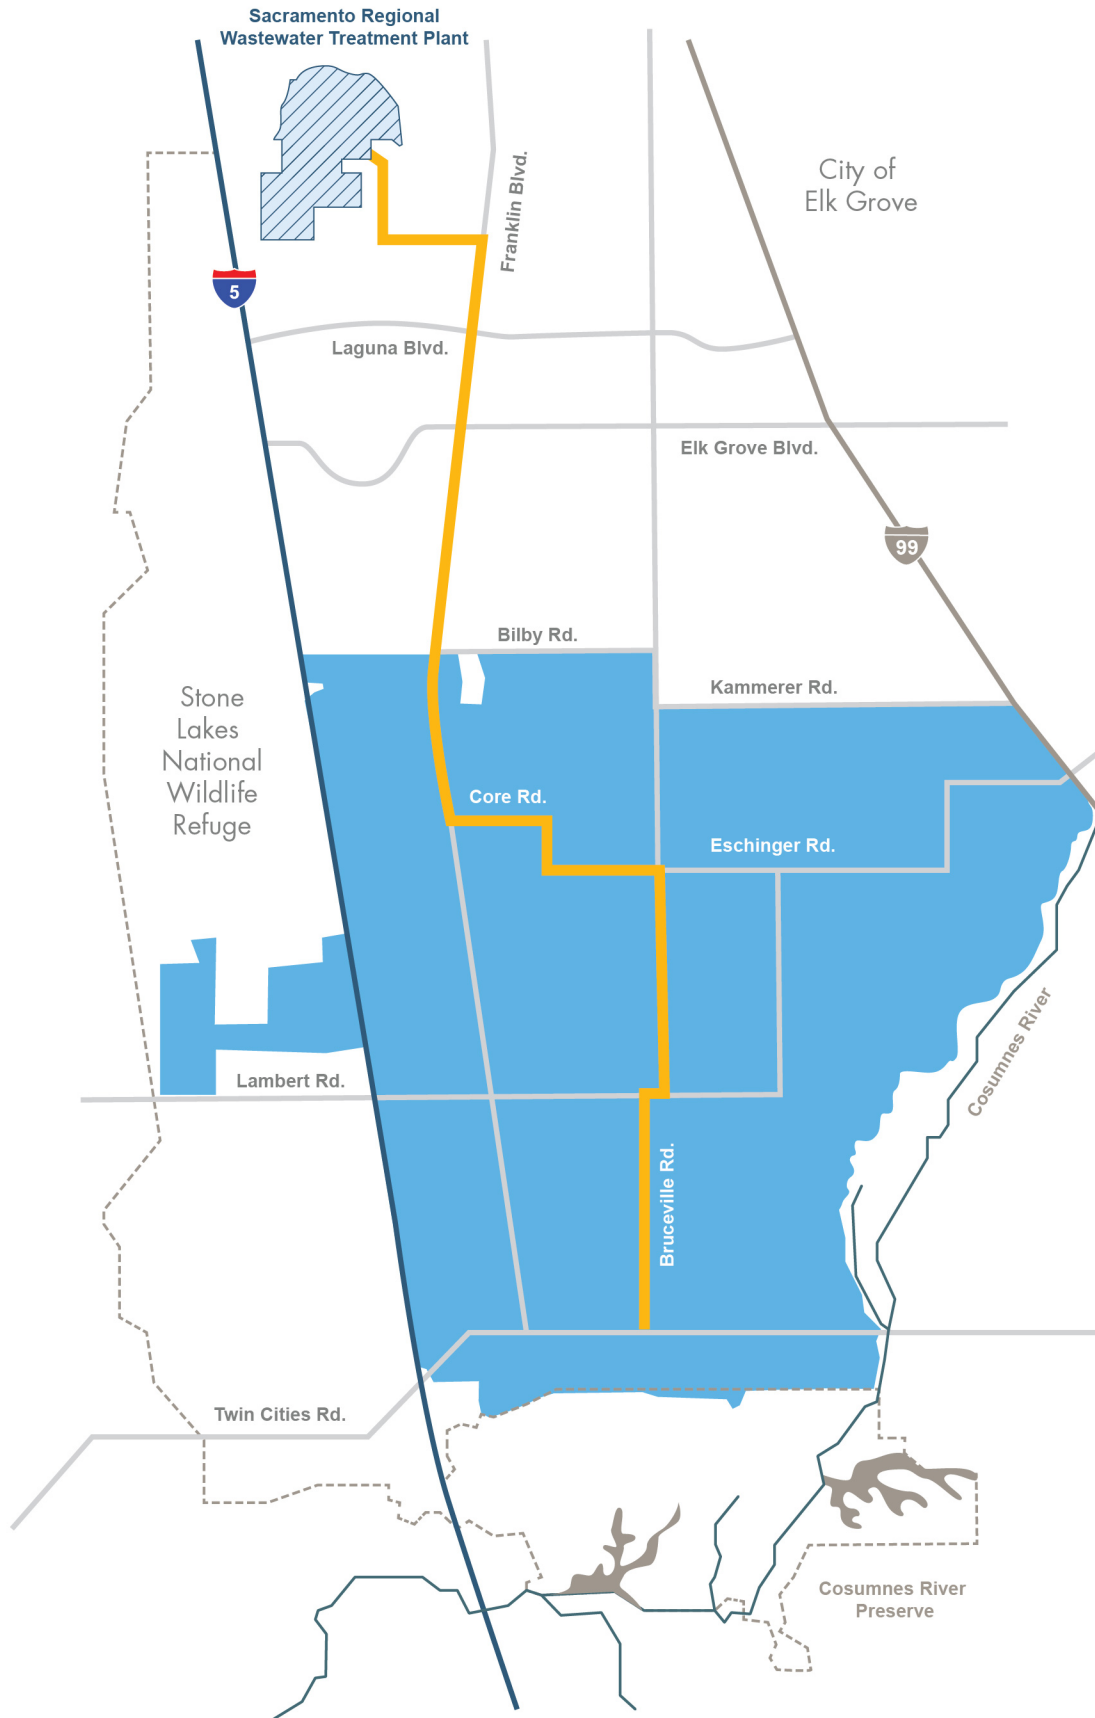 Sacramento Regional
Wastewater Treatment Plant
Franklin Blvd.
City of
Elk Grove
5
Laguna Blvd.
Elk Grove Blvd.
99
Bilby Rd.
Kammerer Rd.
Stone
Lakes
National
Wildlife
Refuge
Core Rd.
Eschinger Rd.
Cosumnes River
Lambert Rd.
Bruceville Rd.
Twin Cities Rd.
Cosumnes River
Preserve